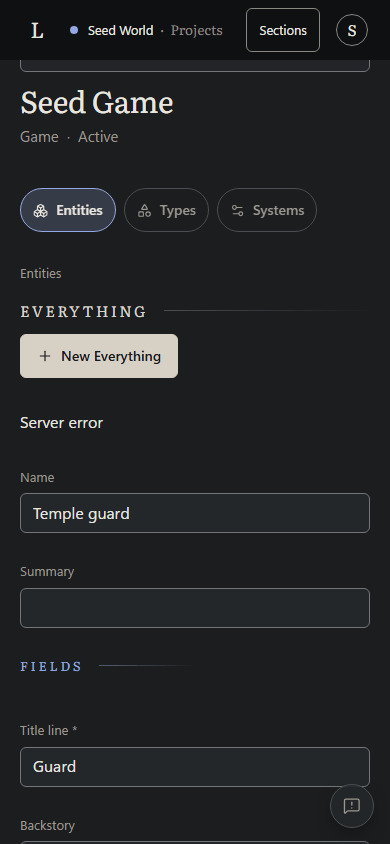 L Seed World · Projects Sections S
Seed Game
Game · Active
Entities Types Systems
Entities
EVERYTHING
+ New Everything
Server error
Name
Temple guard
Summary
FIELDS
Title line *
Guard
Backstory